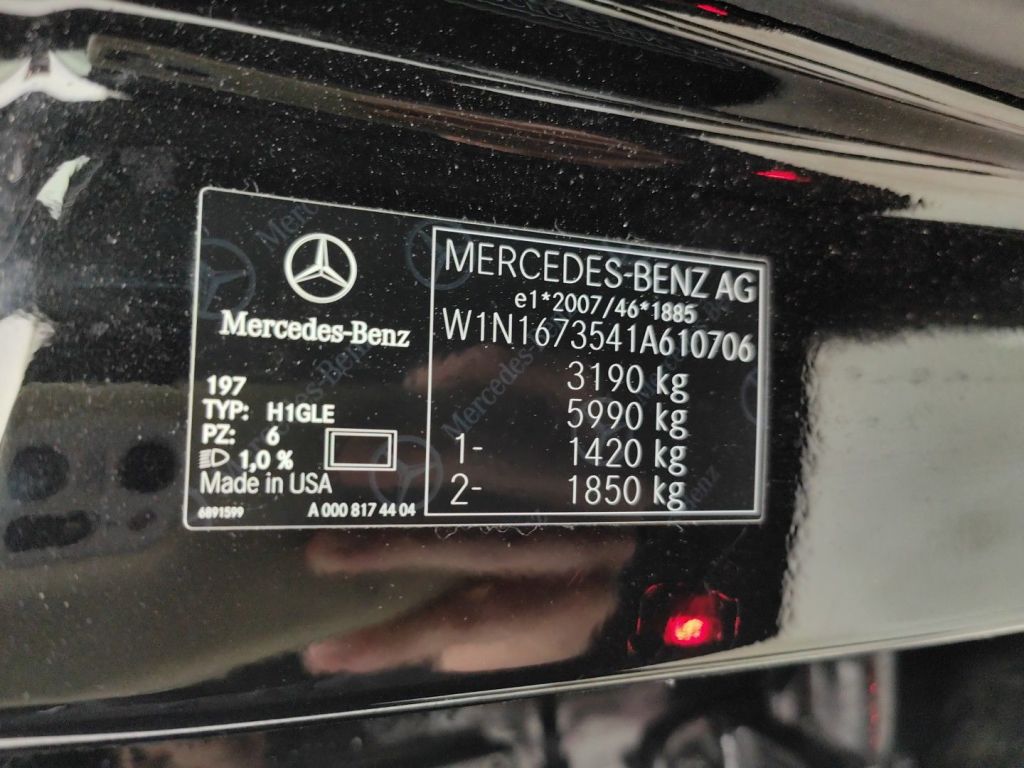 Mercedes-Benz
197
TYP: H1GLE
PZ: 6
1,0 %
Made in USA
6891599 A 000 817 44 04
MERCEDES-BENZ AG
e1*2007/46*1885
W1N1673541A610706
3190 kg
5990 kg
1- 1420 kg
2- 1850 kg